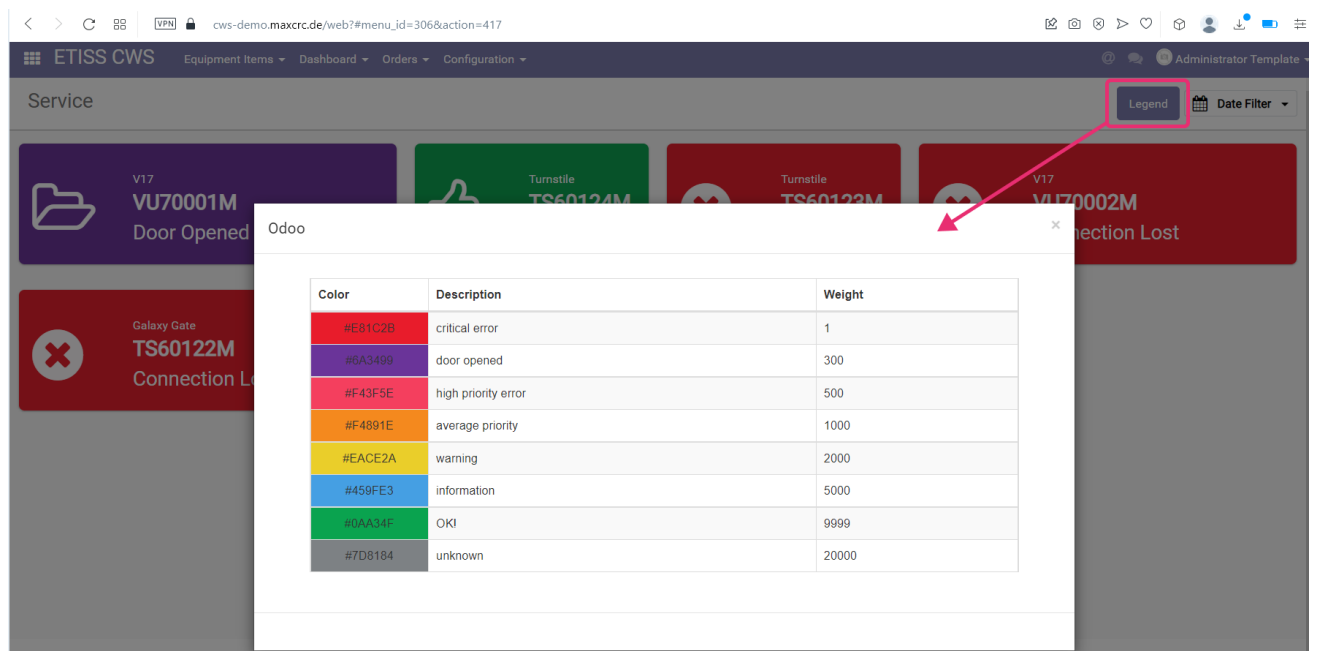 VPN cws-demo.maxcrc.de/web?#menu_id=306&action=417
ETISS CWS Equipment Items Dashboard Orders Configuration @ Administrator Template
Service Legend Date Filter
V17
VU70001M
Door Opened
Turnstile
TS60124M
Turnstile
TS60123M
V17
VU70002M
nection Lost
Galaxy Gate
TS60122M
Connection Lo
Odoo ×
Color Description Weight
#E81C2B critical error 1
#6A3499 door opened 300
#F43F5E high priority error 500
#F4891E average priority 1000
#EACE2A warning 2000
#459FE3 information 5000
#0AA34F OK! 9999
#7D8184 unknown 20000